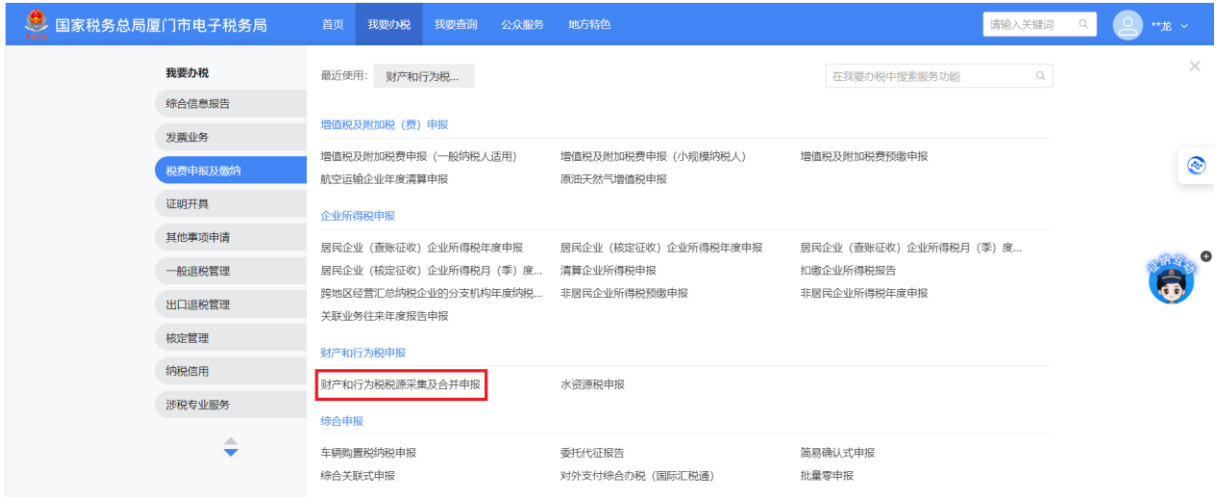 国家税务总局厦门市电子税务局 首页 我要办税 我要查询 公众服务 地方特色 请输入关键词 **龙
我要办税
综合信息报告
发票业务
税费申报及缴纳
证明开具
其他事项申请
一般退税管理
出口退税管理
核定管理
纳税信用
涉税专业服务
最近使用: 财产和行为税... 在我要办税中搜索服务功能
增值税及附加税（费）申报
增值税及附加税费申报（一般纳税人适用） 增值税及附加税费申报（小规模纳税人） 增值税及附加税费预缴申报
航空运输企业年度清算申报 原油天然气增值税申报
企业所得税申报
居民企业（查账征收）企业所得税年度申报 居民企业（核定征收）企业所得税年度申报 居民企业（查账征收）企业所得税月（季）度...
居民企业（核定征收）企业所得税月（季）度... 清算企业所得税申报 扣缴企业所得税报告
跨地区经营汇总纳税企业的分支机构年度纳税... 非居民企业所得税预缴申报 非居民企业所得税年度申报
关联业务往来年度报告申报
财产和行为税申报
财产和行为税税源采集及合并申报 水资源税申报
综合申报
车辆购置税纳税申报 委托代征报告 简易确认式申报
综合关联式申报 对外支付综合办税（国际汇税通） 批量零申报
征纳互动